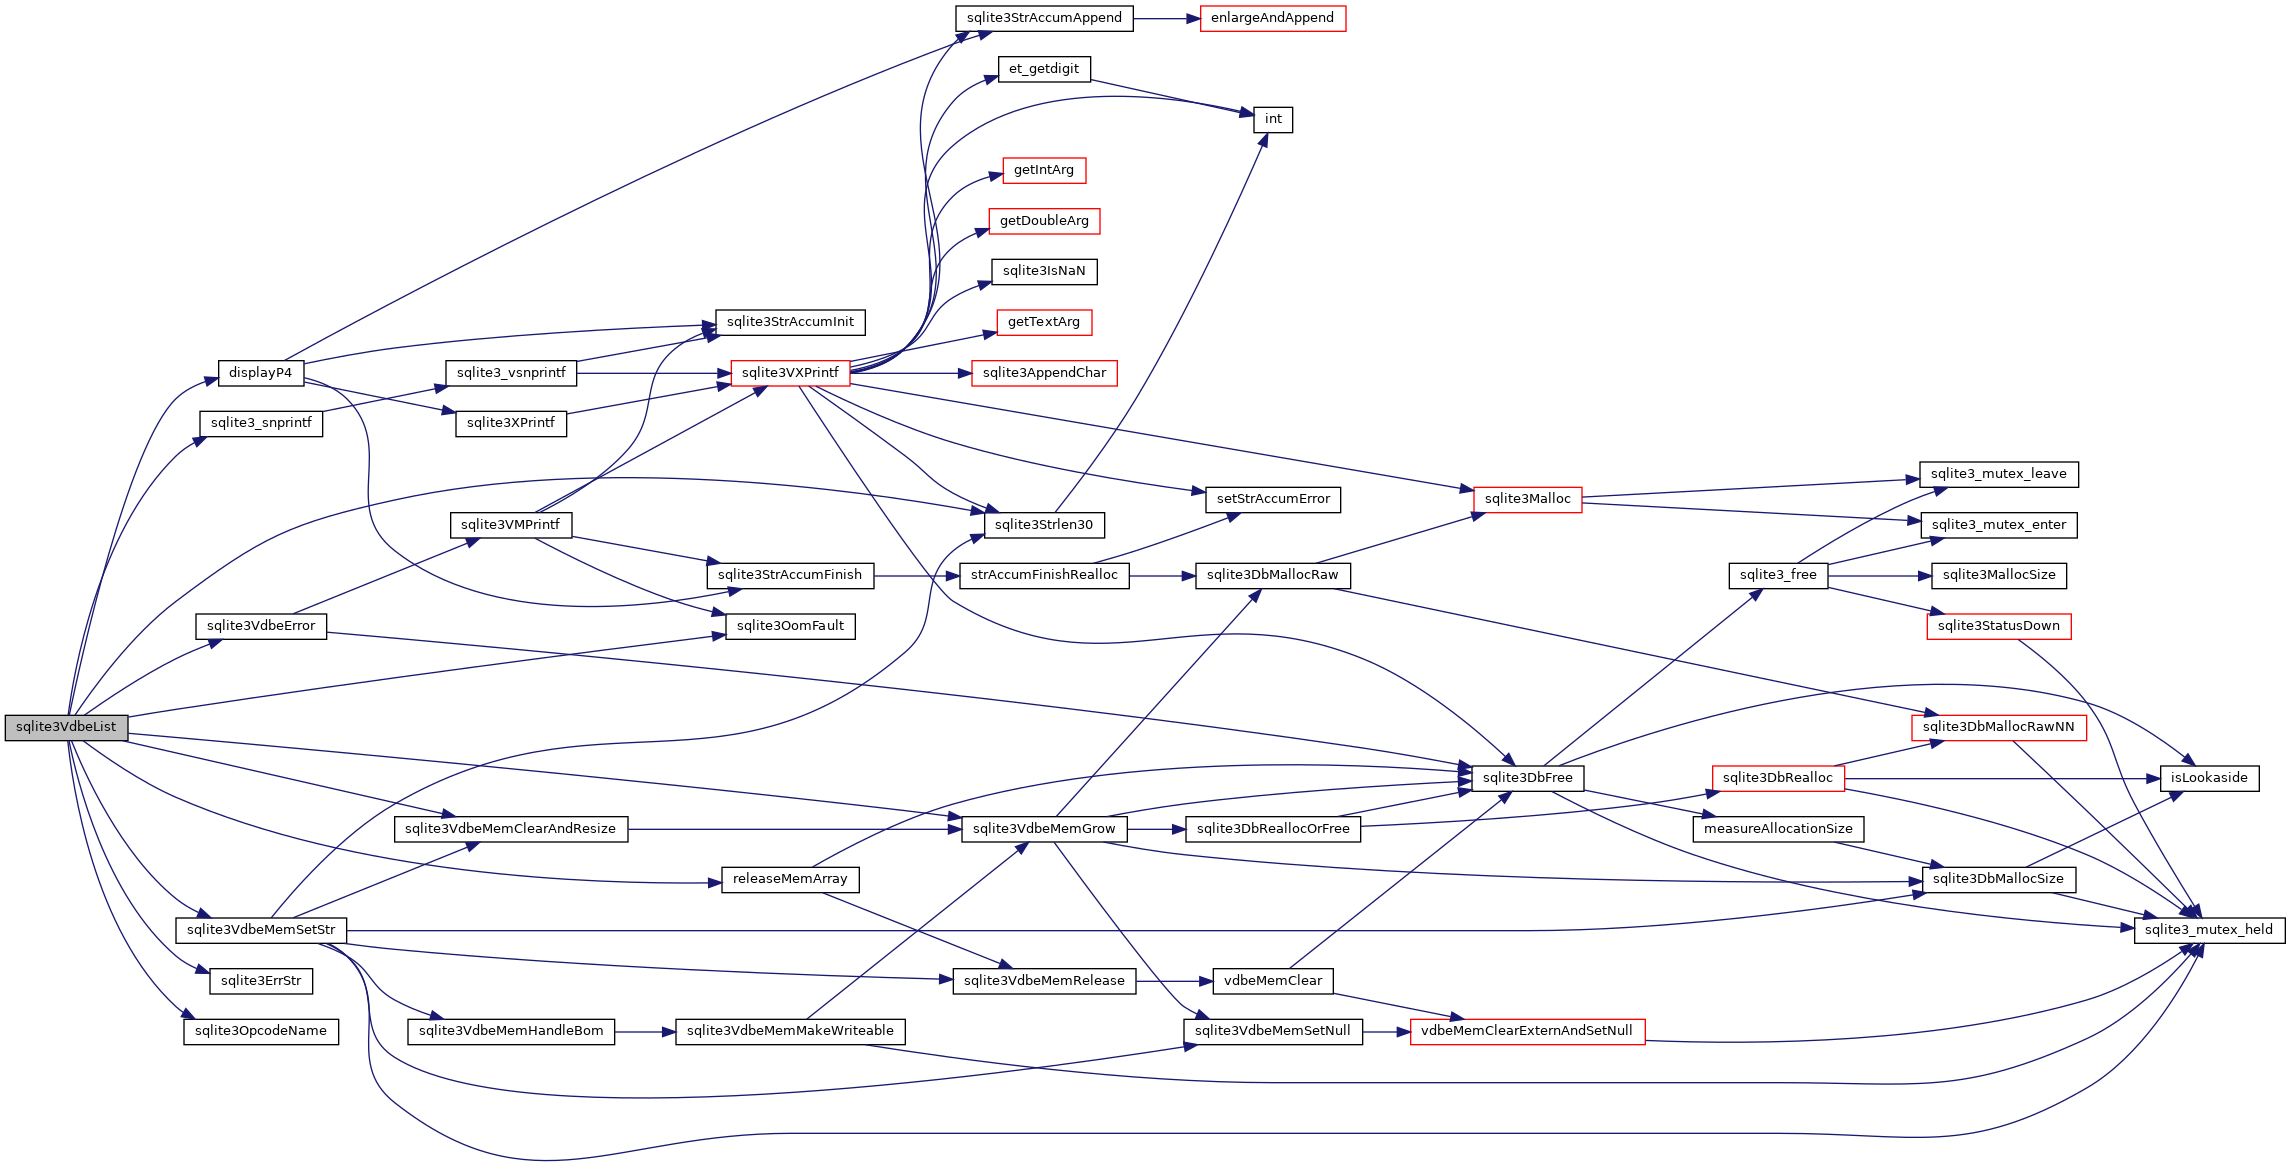 sqlite3StrAccumAppend
enlargeAndAppend
et_getdigit
int
getIntArg
getDoubleArg
sqlite3IsNaN
sqlite3StrAccumInit
getTextArg
displayP4
sqlite3_vsnprintf
sqlite3VXPrintf
sqlite3AppendChar
sqlite3_snprintf
sqlite3XPrintf
sqlite3_mutex_leave
sqlite3Malloc
setStrAccumError
sqlite3VMPrintf
sqlite3Strlen30
sqlite3_mutex_enter
sqlite3StrAccumFinish
strAccumFinishRealloc
sqlite3DbMallocRaw
sqlite3_free
sqlite3MallocSize
sqlite3VdbeError
sqlite3OomFault
sqlite3StatusDown
sqlite3VdbeList
sqlite3DbMallocRawNN
sqlite3DbFree
sqlite3DbRealloc
isLookaside
sqlite3VdbeMemClearAndResize
sqlite3VdbeMemGrow
sqlite3DbReallocOrFree
measureAllocationSize
releaseMemArray
sqlite3DbMallocSize
sqlite3VdbeMemSetStr
sqlite3_mutex_held
sqlite3ErrStr
sqlite3VdbeMemRelease
vdbeMemClear
sqlite3OpcodeName
sqlite3VdbeMemHandleBom
sqlite3VdbeMemMakeWriteable
sqlite3VdbeMemSetNull
vdbeMemClearExternAndSetNull